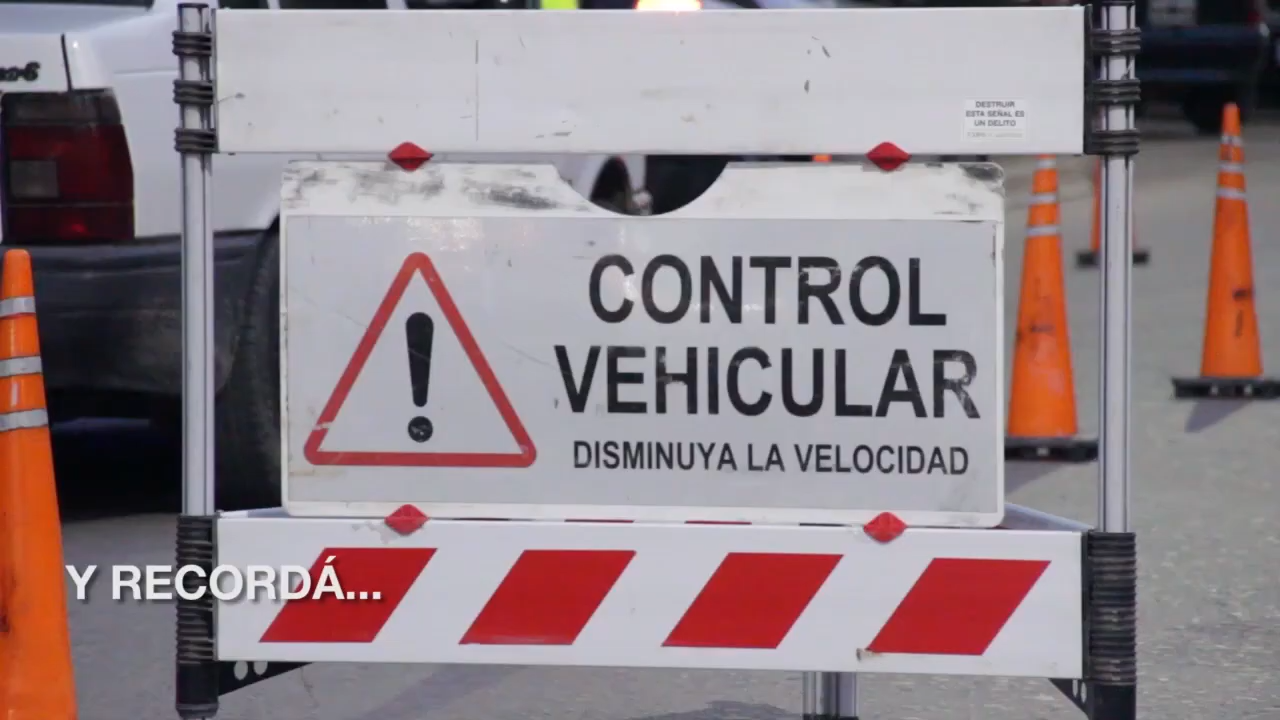 DESTRUIR
ESTA SEÑAL ES
UN DELITO
CONTROL
VEHICULAR
DISMINUYA LA VELOCIDAD
Y RECORDÁ...